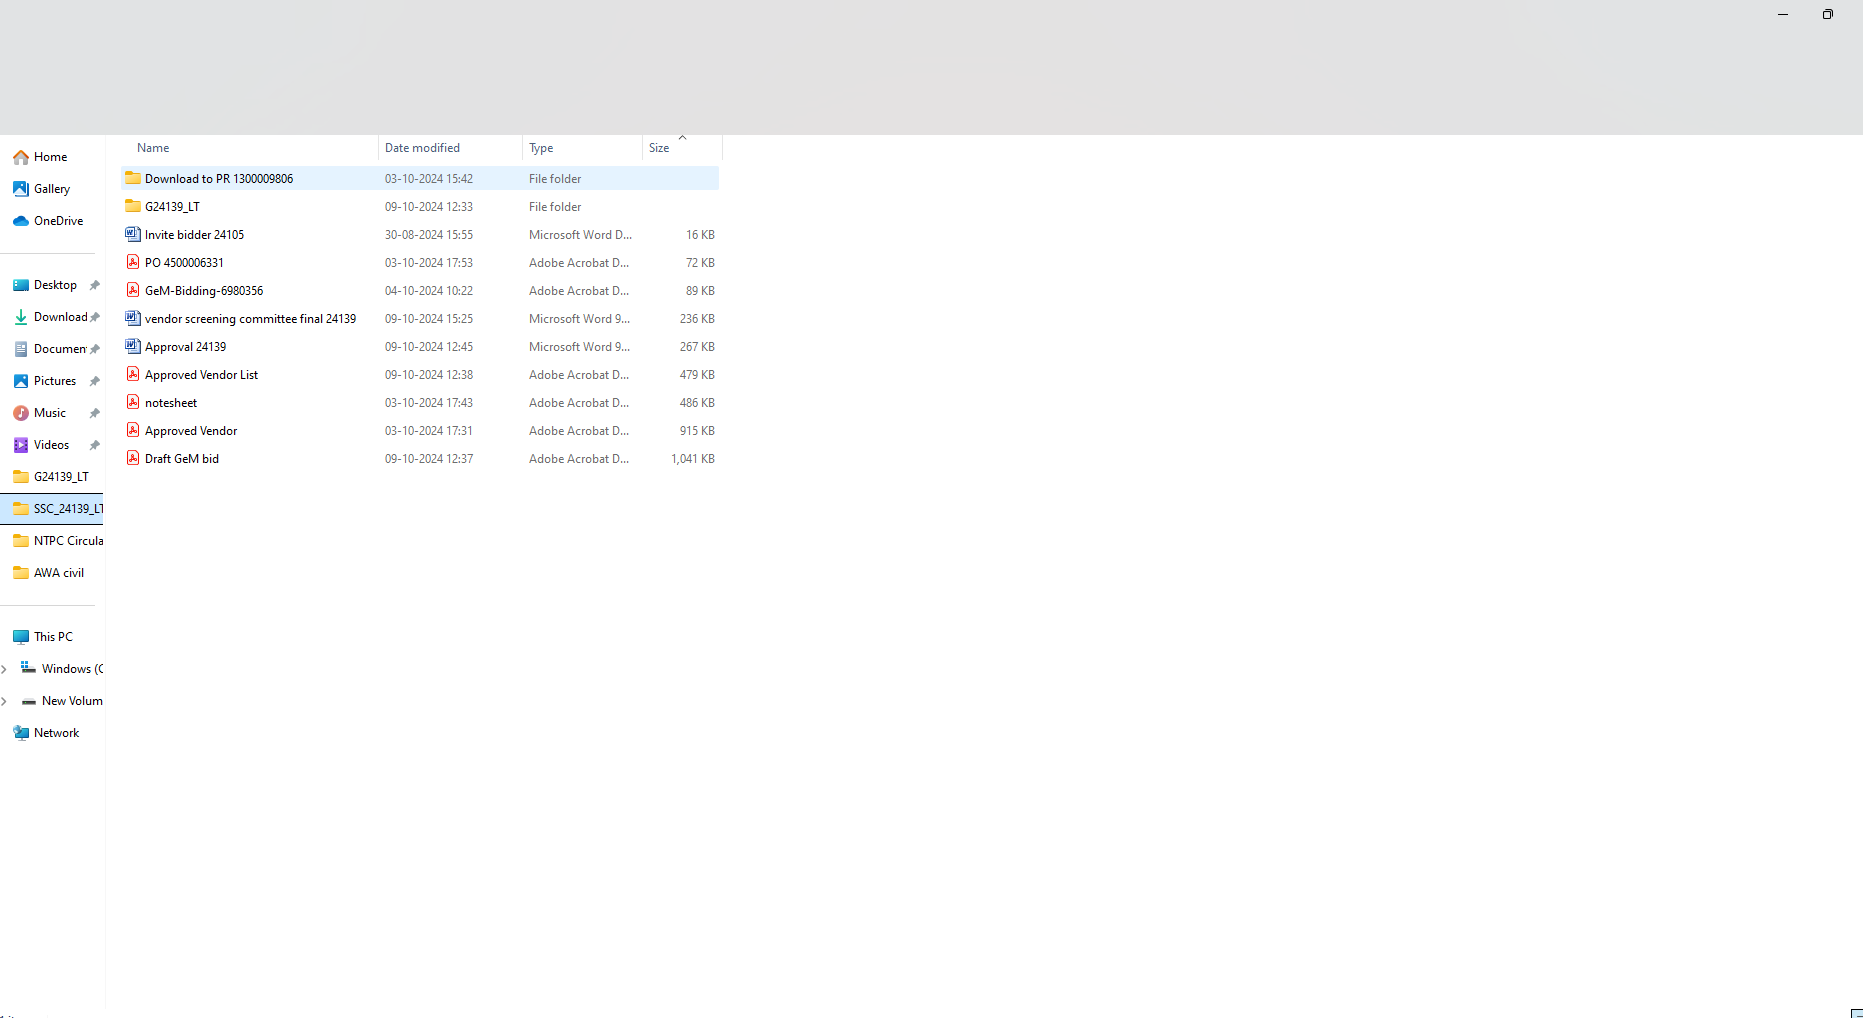 Name Date modified Type Size
Home
Gallery
OneDrive
Desktop
Download
Documen
Pictures
Music
Videos
G24139_LT
SSC_24139_LT
NTPC Circula
AWA civil
This PC
Windows (C
New Volum
Network
Download to PR 1300009806 03-10-2024 15:42 File folder
G24139_LT 09-10-2024 12:33 File folder
Invite bidder 24105 30-08-2024 15:55 Microsoft Word D... 16 KB
PO 4500006331 03-10-2024 17:53 Adobe Acrobat D... 72 KB
GeM-Bidding-6980356 04-10-2024 10:22 Adobe Acrobat D... 89 KB
vendor screening committee final 24139 09-10-2024 15:25 Microsoft Word 9... 236 KB
Approval 24139 09-10-2024 12:45 Microsoft Word 9... 267 KB
Approved Vendor List 09-10-2024 12:38 Adobe Acrobat D... 479 KB
notesheet 03-10-2024 17:43 Adobe Acrobat D... 486 KB
Approved Vendor 03-10-2024 17:31 Adobe Acrobat D... 915 KB
Draft GeM bid 09-10-2024 12:37 Adobe Acrobat D... 1,041 KB